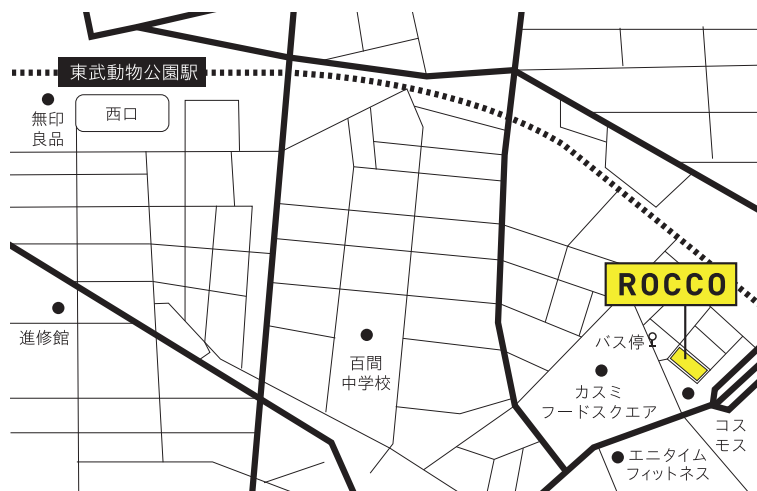 東武動物公園駅
西口
無印
良品
ROCCO
進修館
バス停
百間
中学校
カスミ
フードスクエア
コス
モス
エニタイム
フィットネス